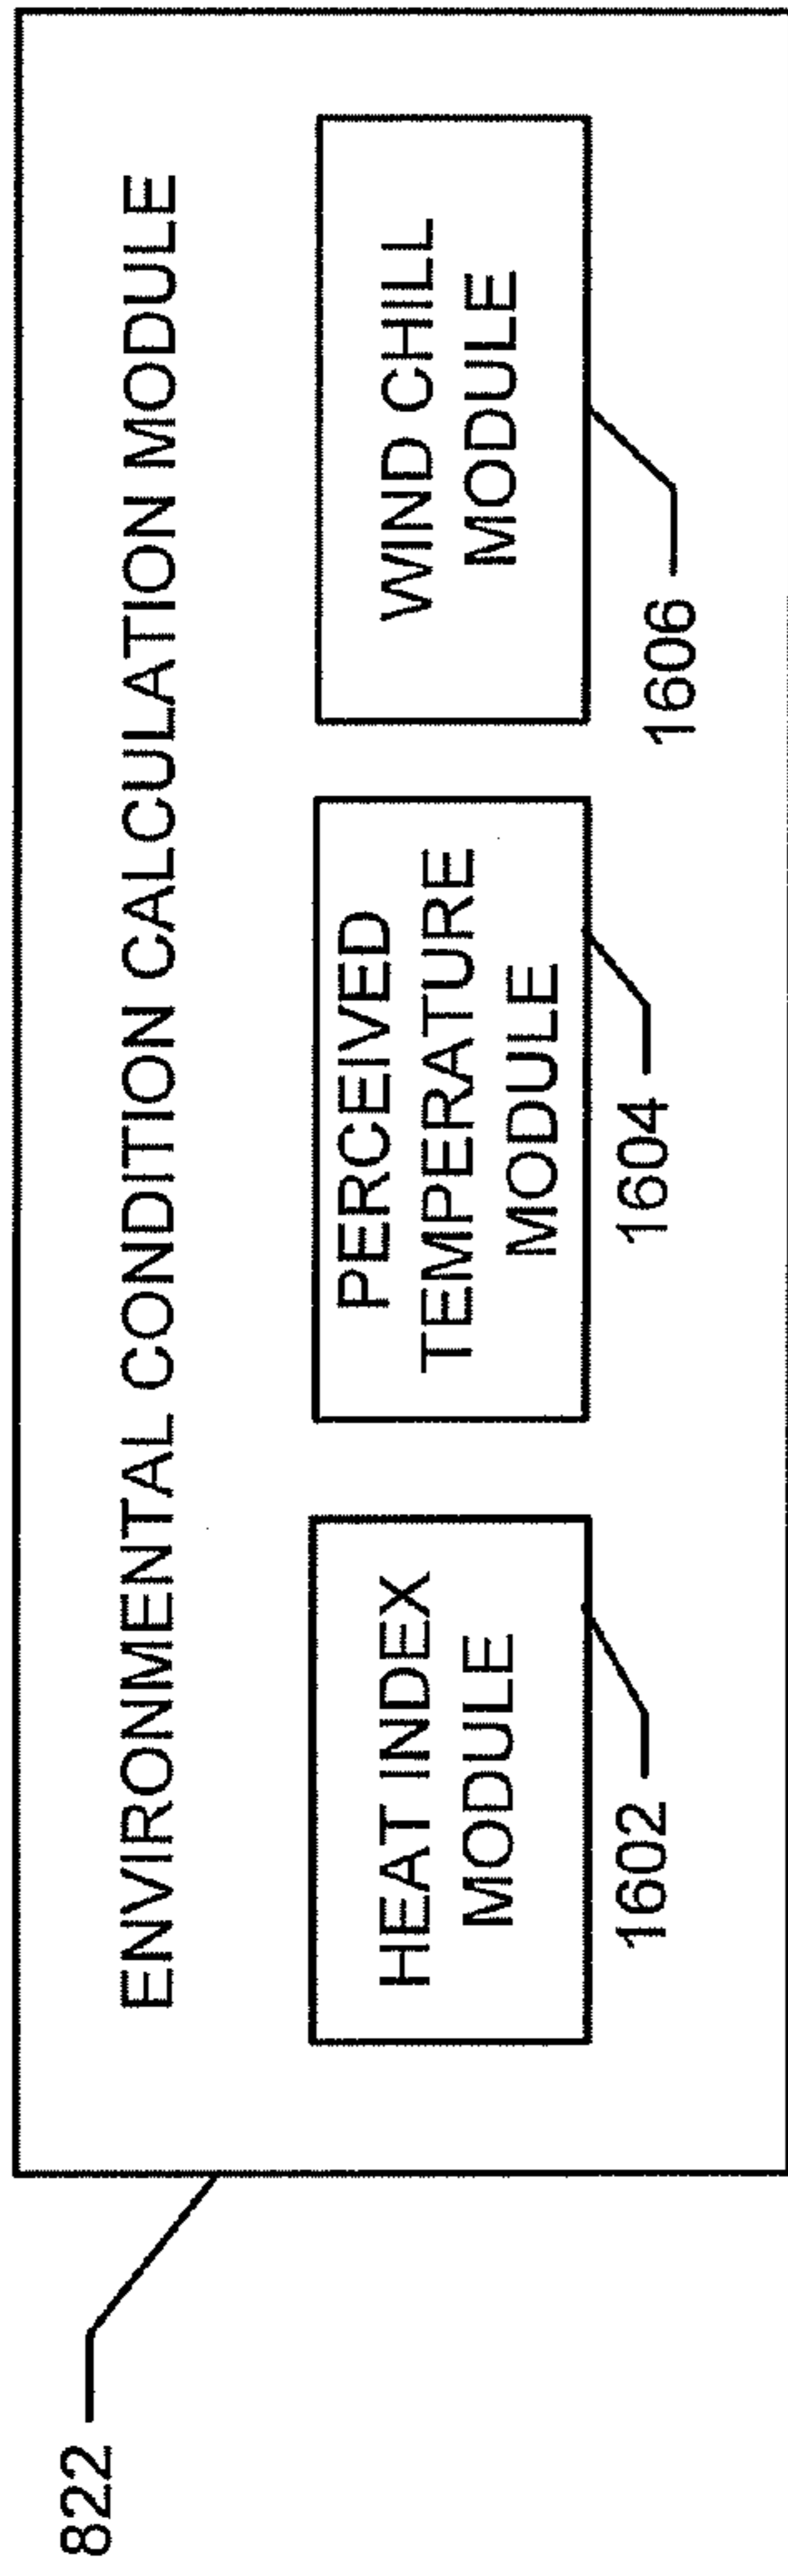 822
ENVIRONMENTAL CONDITION CALCULATION MODULE
HEAT INDEX
MODULE
1602
PERCEIVED
TEMPERATURE
MODULE
1604
WIND CHILL
MODULE
1606